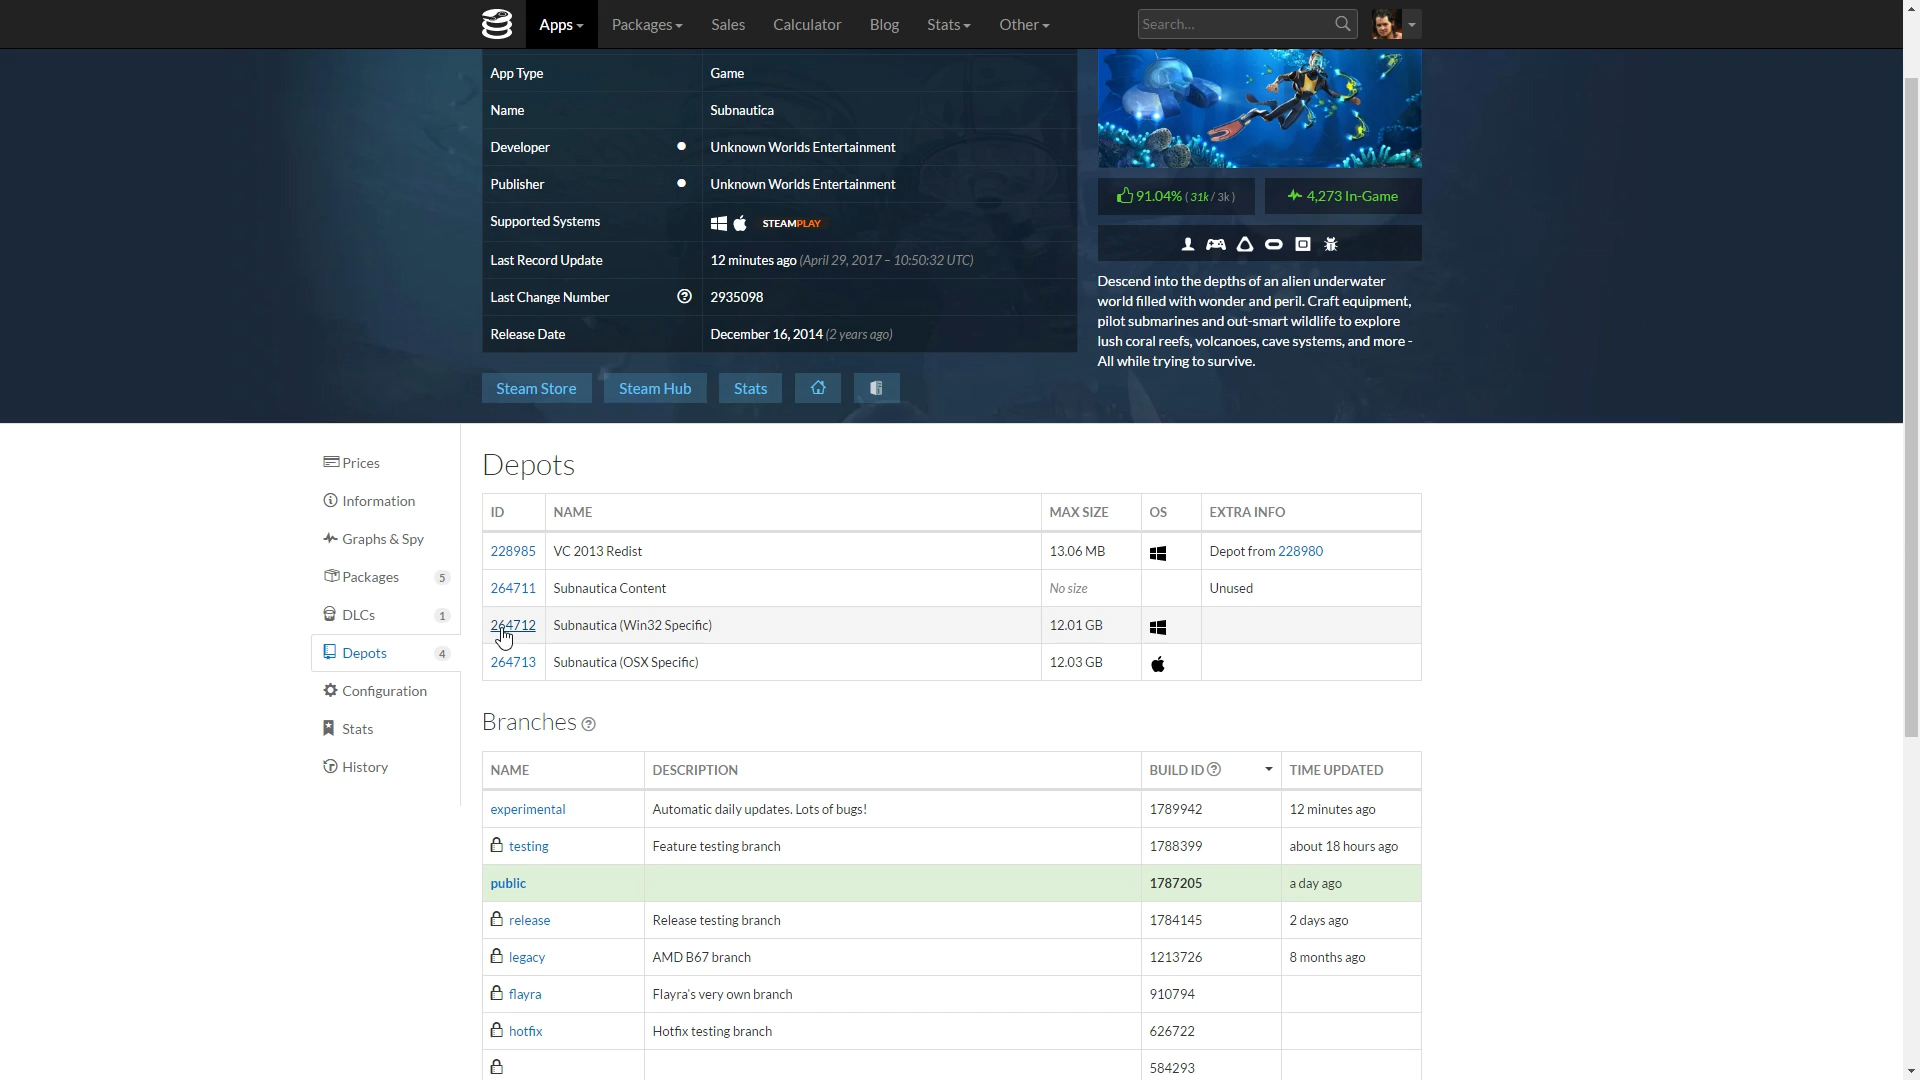 Apps Packages Sales Calculator Blog Stats Other Search...
App Type Game
Name Subnautica
Developer Unknown Worlds Entertainment
Publisher Unknown Worlds Entertainment
Supported Systems STEAMPLAY
Last Record Update 12 minutes ago (April 29, 2017 – 10:50:32 UTC)
Last Change Number 2935098
Release Date December 16, 2014 (2 years ago)
Steam Store Steam Hub Stats
91.04% (31k / 3k) 4,273 In-Game
Descend into the depths of an alien underwater
world filled with wonder and peril. Craft equipment,
pilot submarines and out-smart wildlife to explore
lush coral reefs, volcanoes, cave systems, and more -
All while trying to survive.
Prices
Information
Graphs & Spy
Packages 5
DLCs 1
Depots 4
Configuration
Stats
History
Depots
ID NAME MAX SIZE OS EXTRA INFO
228985 VC 2013 Redist 13.06 MB Depot from 228980
264711 Subnautica Content No size Unused
264712 Subnautica (Win32 Specific) 12.01 GB
264713 Subnautica (OSX Specific) 12.03 GB
Branches
NAME DESCRIPTION BUILD ID TIME UPDATED
experimental Automatic daily updates. Lots of bugs! 1789942 12 minutes ago
testing Feature testing branch 1788399 about 18 hours ago
public 1787205 a day ago
release Release testing branch 1784145 2 days ago
legacy AMD B67 branch 1213726 8 months ago
flayra Flayra's very own branch 910794
hotfix Hotfix testing branch 626722
584293